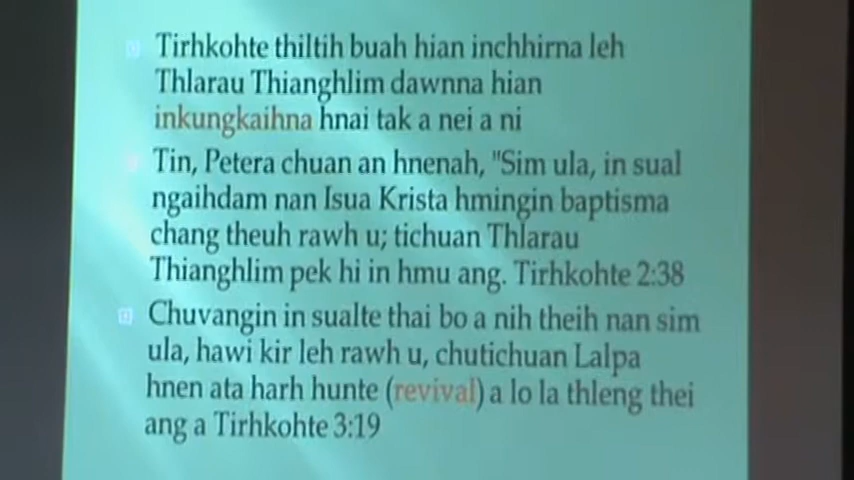 Tirhkohte thiltih buah hian inchhirna leh
Thlarau Thianghlim dawnna hian
inkungkaihna hnai tak a nei a ni
Tin, Petera chuan an hnenah, "Sim ula, in sual
ngaihdam nan Isua Krista hmingin baptisma
chang theuh rawh u; tichuan Thlarau
Thianghlim pek hi in hmu ang. Tirhkohte 2:38
Chuvangin in sualte thai bo a nih theih nan sim
ula, hawi kir leh rawh u, chutichuan Lalpa
hnen ata harh hunte (revival) a lo la thleng thei
ang a Tirhkohte 3:19